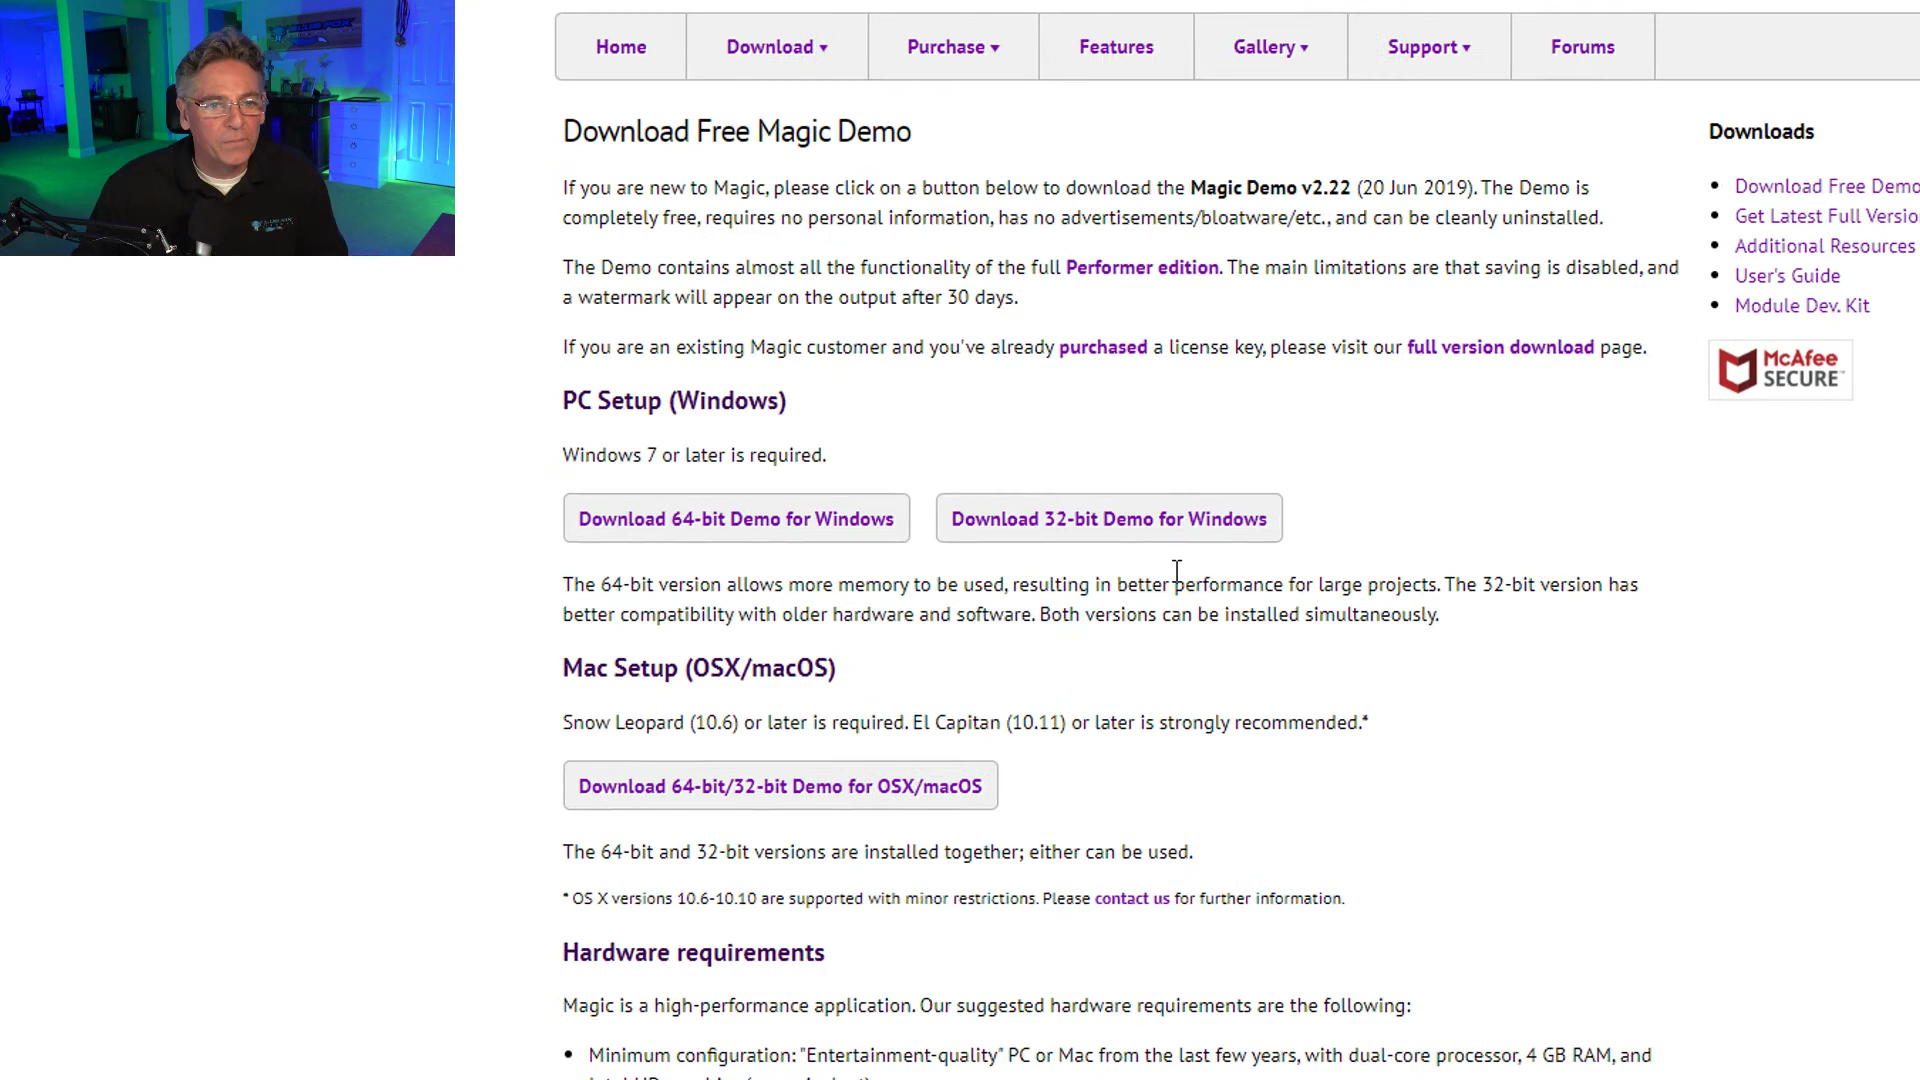 Home
Download ▾
Purchase ▾
Features
Gallery ▾
Support ▾
Forums
Download Free Magic Demo
If you are new to Magic, please click on a button below to download the Magic Demo v2.22 (20 Jun 2019). The Demo is
completely free, requires no personal information, has no advertisements/bloatware/etc., and can be cleanly uninstalled.
The Demo contains almost all the functionality of the full Performer edition. The main limitations are that saving is disabled, and
a watermark will appear on the output after 30 days.
If you are an existing Magic customer and you've already purchased a license key, please visit our full version download page.
PC Setup (Windows)
Windows 7 or later is required.
Download 64-bit Demo for Windows
Download 32-bit Demo for Windows
The 64-bit version allows more memory to be used, resulting in better performance for large projects. The 32-bit version has
better compatibility with older hardware and software. Both versions can be installed simultaneously.
Mac Setup (OSX/macOS)
Snow Leopard (10.6) or later is required. El Capitan (10.11) or later is strongly recommended.*
Download 64-bit/32-bit Demo for OSX/macOS
The 64-bit and 32-bit versions are installed together; either can be used.
* OS X versions 10.6-10.10 are supported with minor restrictions. Please contact us for further information.
Hardware requirements
Magic is a high-performance application. Our suggested hardware requirements are the following:
• Minimum configuration: "Entertainment-quality" PC or Mac from the last few years, with dual-core processor, 4 GB RAM, and
Downloads
• Download Free Demo
• Get Latest Full Versio
• Additional Resources
• User's Guide
• Module Dev. Kit
McAfee
SECURE™